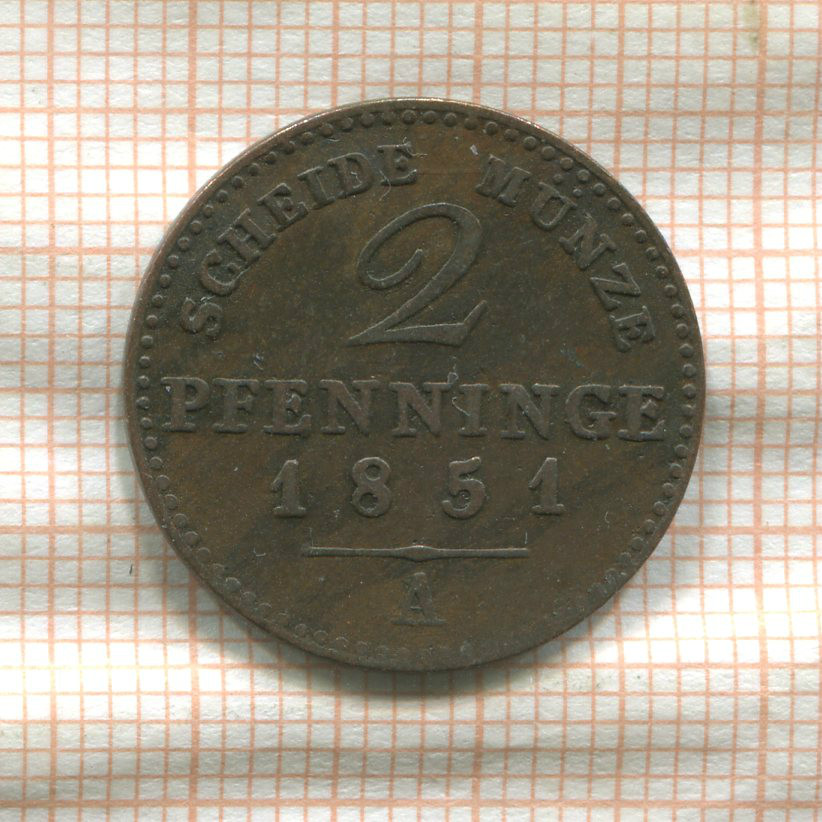 SCHEIDE MÜNZE
2
PFENNINGE
1851
A